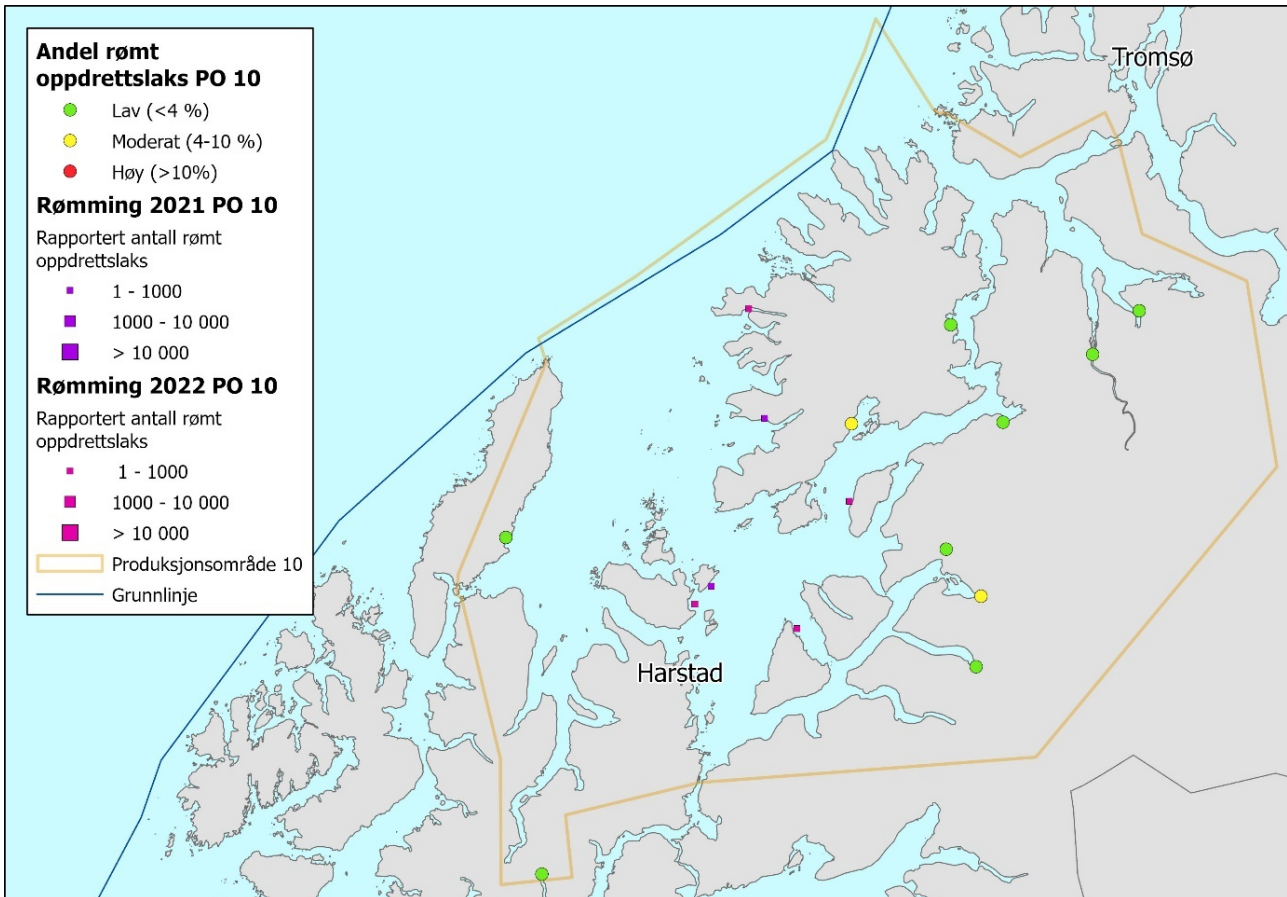 Andel rømt
oppdrettslaks PO 10
Lav (<4 %)
Moderat (4-10 %)
Høy (>10%)
Rømming 2021 PO 10
Rapportert antall rømt
oppdrettslaks
1 - 1000
1000 - 10 000
> 10 000
Rømming 2022 PO 10
Rapportert antall rømt
oppdrettslaks
1 - 1000
1000 - 10 000
> 10 000
Produksjonsområde 10
Grunnlinje
Tromsø
Harstad